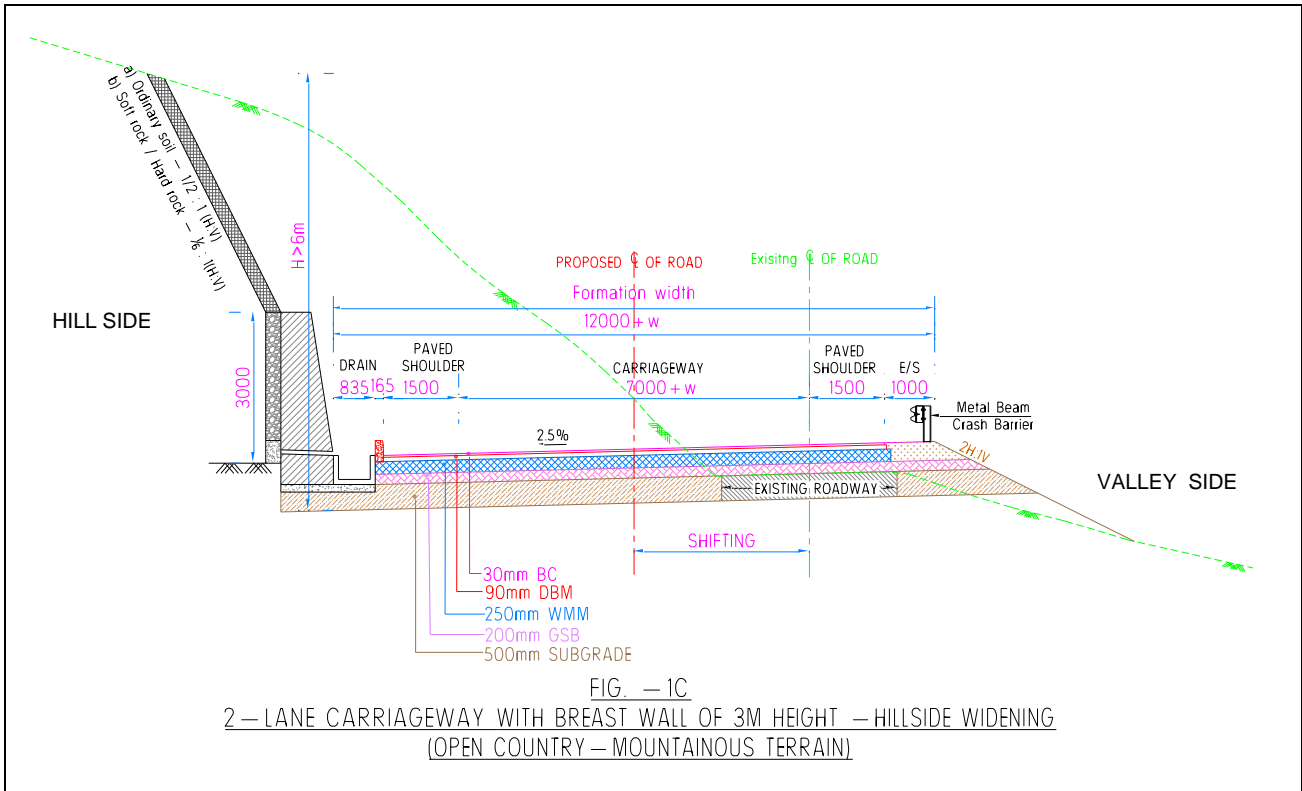 a) Ordinary soil – 1/2 : 1 (H:V)
b) Soft rock / Hard rock – 1/6 : 1(H:V)
H>6m
HILL SIDE
3000
PROPOSED ℄ OF ROAD
Exisitng ℄ OF ROAD
Formation width
12000+w
DRAIN
835
165
PAVED
SHOULDER
1500
CARRIAGEWAY
7000+w
PAVED
SHOULDER
1500
E/S
1000
Metal Beam
Crash Barrier
2.5%
2H:1V
EXISTING ROADWAY
VALLEY SIDE
SHIFTING
30mm BC
90mm DBM
250mm WMM
200mm GSB
500mm SUBGRADE
FIG. –1C
2–LANE CARRIAGEWAY WITH BREAST WALL OF 3M HEIGHT –HILLSIDE WIDENING
(OPEN COUNTRY–MOUNTAINOUS TERRAIN)